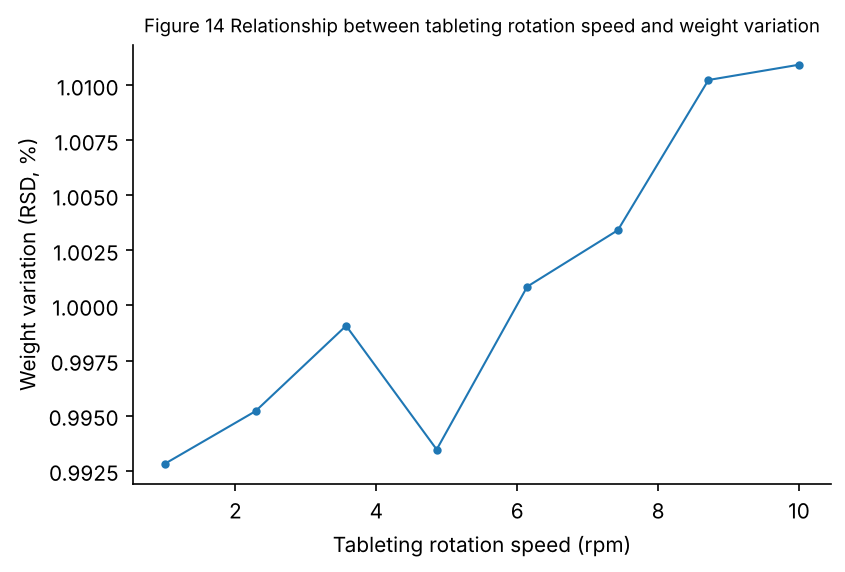 Figure 14 Relationship between tableting rotation speed and weight variation
Weight variation (RSD, %)
1.0100
1.0075
1.0050
1.0025
1.0000
0.9975
0.9950
0.9925
2 4 6 8 10
Tableting rotation speed (rpm)